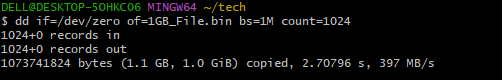 DELL@DESKTOP-5OHKC06 MINGW64 ~/tech
$ dd if=/dev/zero of=1GB_File.bin bs=1M count=1024
1024+0 records in
1024+0 records out
1073741824 bytes (1.1 GB, 1.0 GiB) copied, 2.70796 s, 397 MB/s